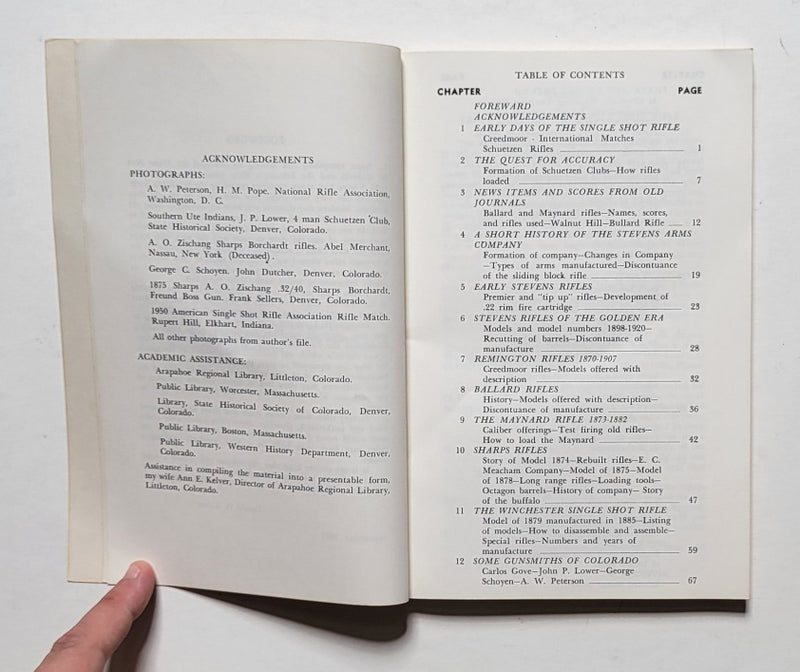 ACKNOWLEDGEMENTS
PHOTOGRAPHS:
A. W. Peterson, H. M. Pope. National Rifle Association,
Washington, D. C.
Southern Ute Indians, J. P. Lower, 4 man Schuetzen Club,
State Historical Society, Denver, Colorado.
A. O. Zischang Sharps Borchardt rifles. Abel Merchant,
Nassau, New York (Deceased).
George C. Schoyen. John Dutcher, Denver, Colorado.
1875 Sharps A. O. Zischang .32/40, Sharps Borchardt,
Freund Boss Gun. Frank Sellers, Denver, Colorado.
1950 American Single Shot Rifle Association Rifle Match.
Rupert Hill, Elkhart, Indiana.
All other photographs from author's file.
ACADEMIC ASSISTANCE:
Arapahoe Regional Library, Littleton, Colorado.
Public Library, Worcester, Massachusetts.
Library, State Historical Society of Colorado, Denver,
Colorado.
Public Library, Boston, Massachusetts.
Public Library, Western History Department, Denver,
Colorado.
Assistance in compiling the material into a presentable form,
my wife Ann E. Kelver, Director of Arapahoe Regional Library,
Littleton, Colorado.
TABLE OF CONTENTS
CHAPTER PAGE
FOREWARD
ACKNOWLEDGEMENTS
1 EARLY DAYS OF THE SINGLE SHOT RIFLE
Creedmoor - International Matches
Schuetzen Rifles 1
2 THE QUEST FOR ACCURACY
Formation of Schuetzen Clubs—How rifles
loaded 7
3 NEWS ITEMS AND SCORES FROM OLD
JOURNALS
Ballard and Maynard rifles—Names, scores,
and rifles used—Walnut Hill—Bullard Rifle 12
4 A SHORT HISTORY OF THE STEVENS ARMS
COMPANY
Formation of company—Changes in Company
—Types of arms manufactured—Discontuance
of the sliding block rifle 19
5 EARLY STEVENS RIFLES
Premier and "tip up" rifles—Development of
.22 rim fire cartridge 23
6 STEVENS RIFLES OF THE GOLDEN ERA
Models and model numbers 1898-1920—
Recutting of barrels—Discontuance of
manufacture 28
7 REMINGTON RIFLES 1870-1907
Creedmoor rifles—Models offered with
description 32
8 BALLARD RIFLES
History—Models offered with description—
Discontuance of manufacture 36
9 THE MAYNARD RIFLE 1873-1882
Caliber offerings—Test firing old rifles—
How to load the Maynard 42
10 SHARPS RIFLES
Story of Model 1874—Rebuilt rifles—E. C.
Meacham Company—Model of 1875—Model
of 1878—Long range rifles—Loading tools—
Octagon barrels—History of company— Story
of the buffalo 47
11 THE WINCHESTER SINGLE SHOT RIFLE
Model of 1879 manufactured in 1885—Listing
of models—How to disassemble and assemble—
Special rifles—Numbers and years of
manufacture 59
12 SOME GUNSMITHS OF COLORADO
Carlos Gove—John P. Lower—George
Schoyen—A. W. Peterson 67